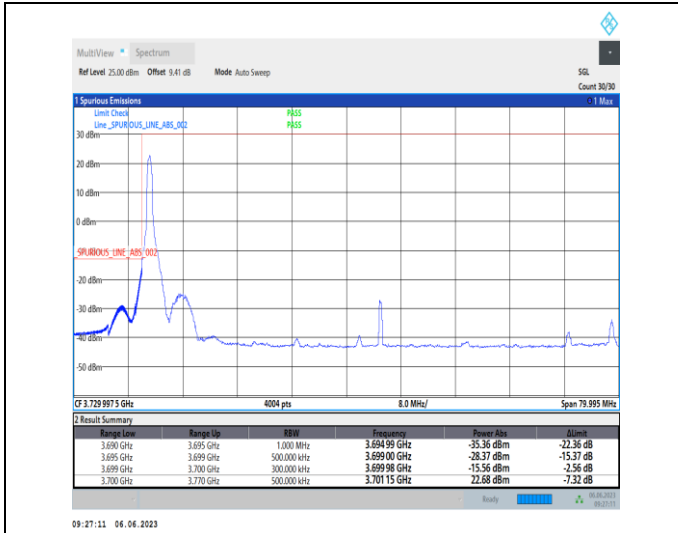 MultiView Spectrum
Ref Level 25.00 dBm Offset 9.41 dB Mode Auto Sweep SGL
Count 30/30
1 Spurious Emissions 1 Max
Limit Check PASS
Line _SPURIOUS_LINE_ABS_002 PASS
30 dBm
20 dBm
10 dBm
0 dBm
_SPURIOUS_LINE_ABS_002
-20 dBm
-30 dBm
-40 dBm
-50 dBm
CF 3.729 997 5 GHz 4004 pts 8.0 MHz/ Span 79.995 MHz
2 Result Summary
Range Low Range Up RBW Frequency Power Abs ΔLimit
3.690 GHz 3.695 GHz 1.000 MHz 3.694 99 GHz -35.36 dBm -22.36 dB
3.695 GHz 3.699 GHz 500.000 kHz 3.699 00 GHz -28.37 dBm -15.37 dB
3.699 GHz 3.700 GHz 300.000 kHz 3.699 98 GHz -15.56 dBm -2.56 dB
3.700 GHz 3.770 GHz 500.000 kHz 3.701 15 GHz 22.68 dBm -7.32 dB
Ready 06.06.2023
09:27:11
09:27:11 06.06.2023